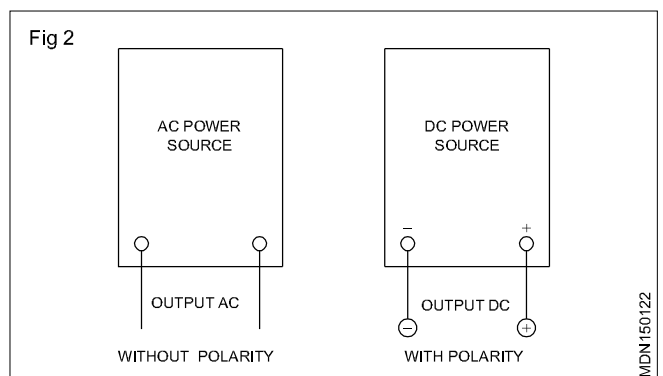 Fig 2
AC POWER
SOURCE
OUTPUT AC
WITHOUT POLARITY
DC POWER
SOURCE
- +
OUTPUT DC
- +
WITH POLARITY
MDN150122